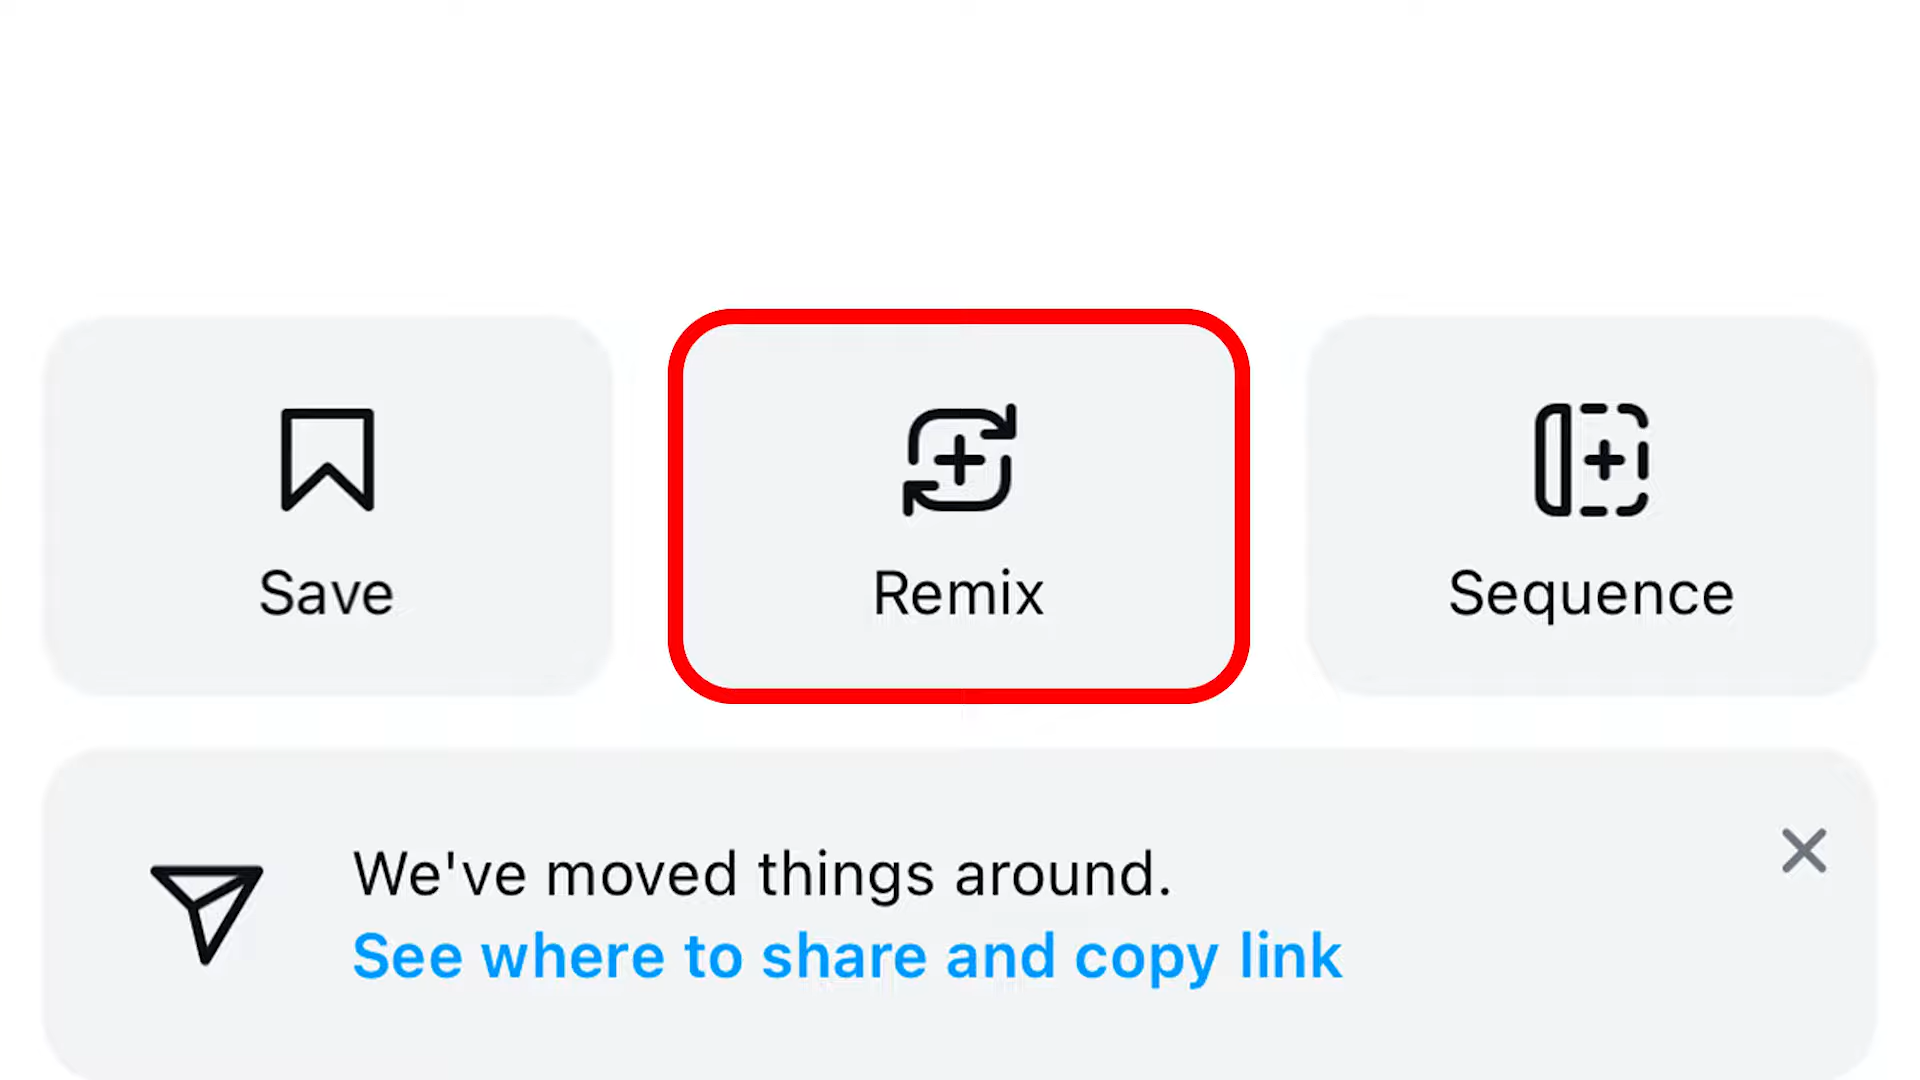 Save
Remix
Sequence
We've moved things around.
See where to share and copy link